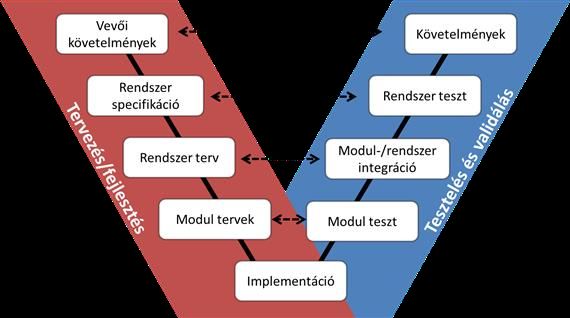 Vevői
követelmények
Követelmények
Rendszer
specifikáció
Rendszer teszt
Rendszer terv
Modul-/rendszer
integráció
Modul tervek
Modul teszt
Implementáció
Tervezés/fejlesztés
Tesztelés és validálás